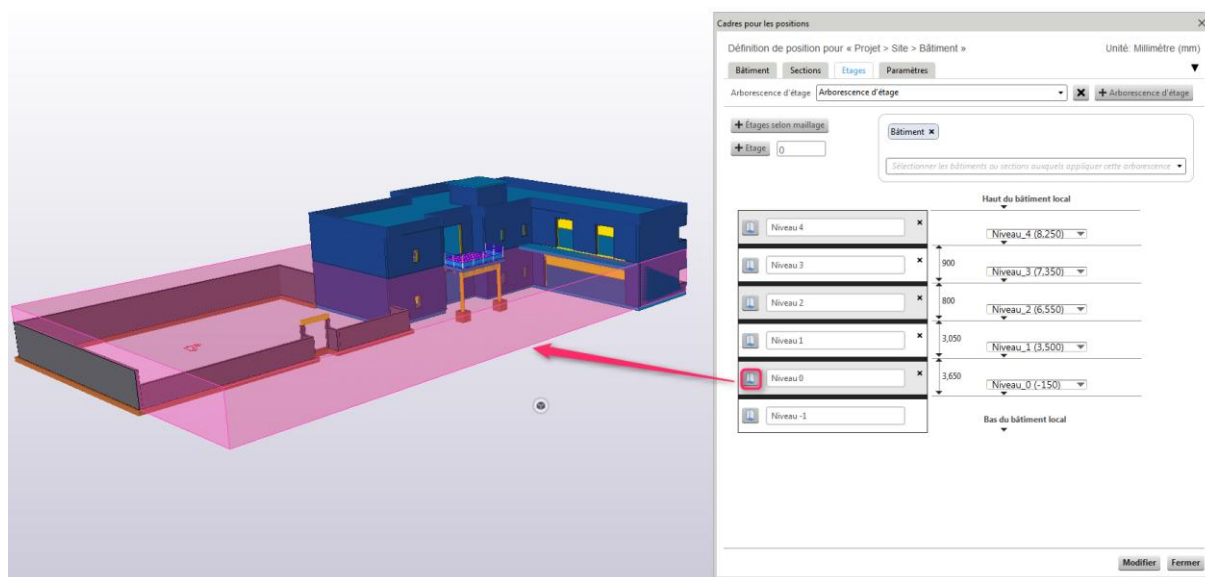 Cadres pour les positions
Définition de position pour « Projet > Site > Bâtiment » Unité: Millimètre (mm)
Bâtiment Sections Etages Paramètres
Arborescence d'étage Arborescence d'étage + Arborescence d'étage
+ Étages selon maillage
Bâtiment ×
+ Etage 0
Sélectionner les bâtiments ou sections auxquels appliquer cette arborescence
Haut du bâtiment local
Niveau 4 Niveau_4 (8,250)
Niveau 3 900 Niveau_3 (7,350)
Niveau 2 800 Niveau_2 (6,550)
Niveau 1 3,050 Niveau_1 (3,500)
Niveau 0 3,650 Niveau_0 (-150)
Niveau -1 Bas du bâtiment local
Modifier Fermer